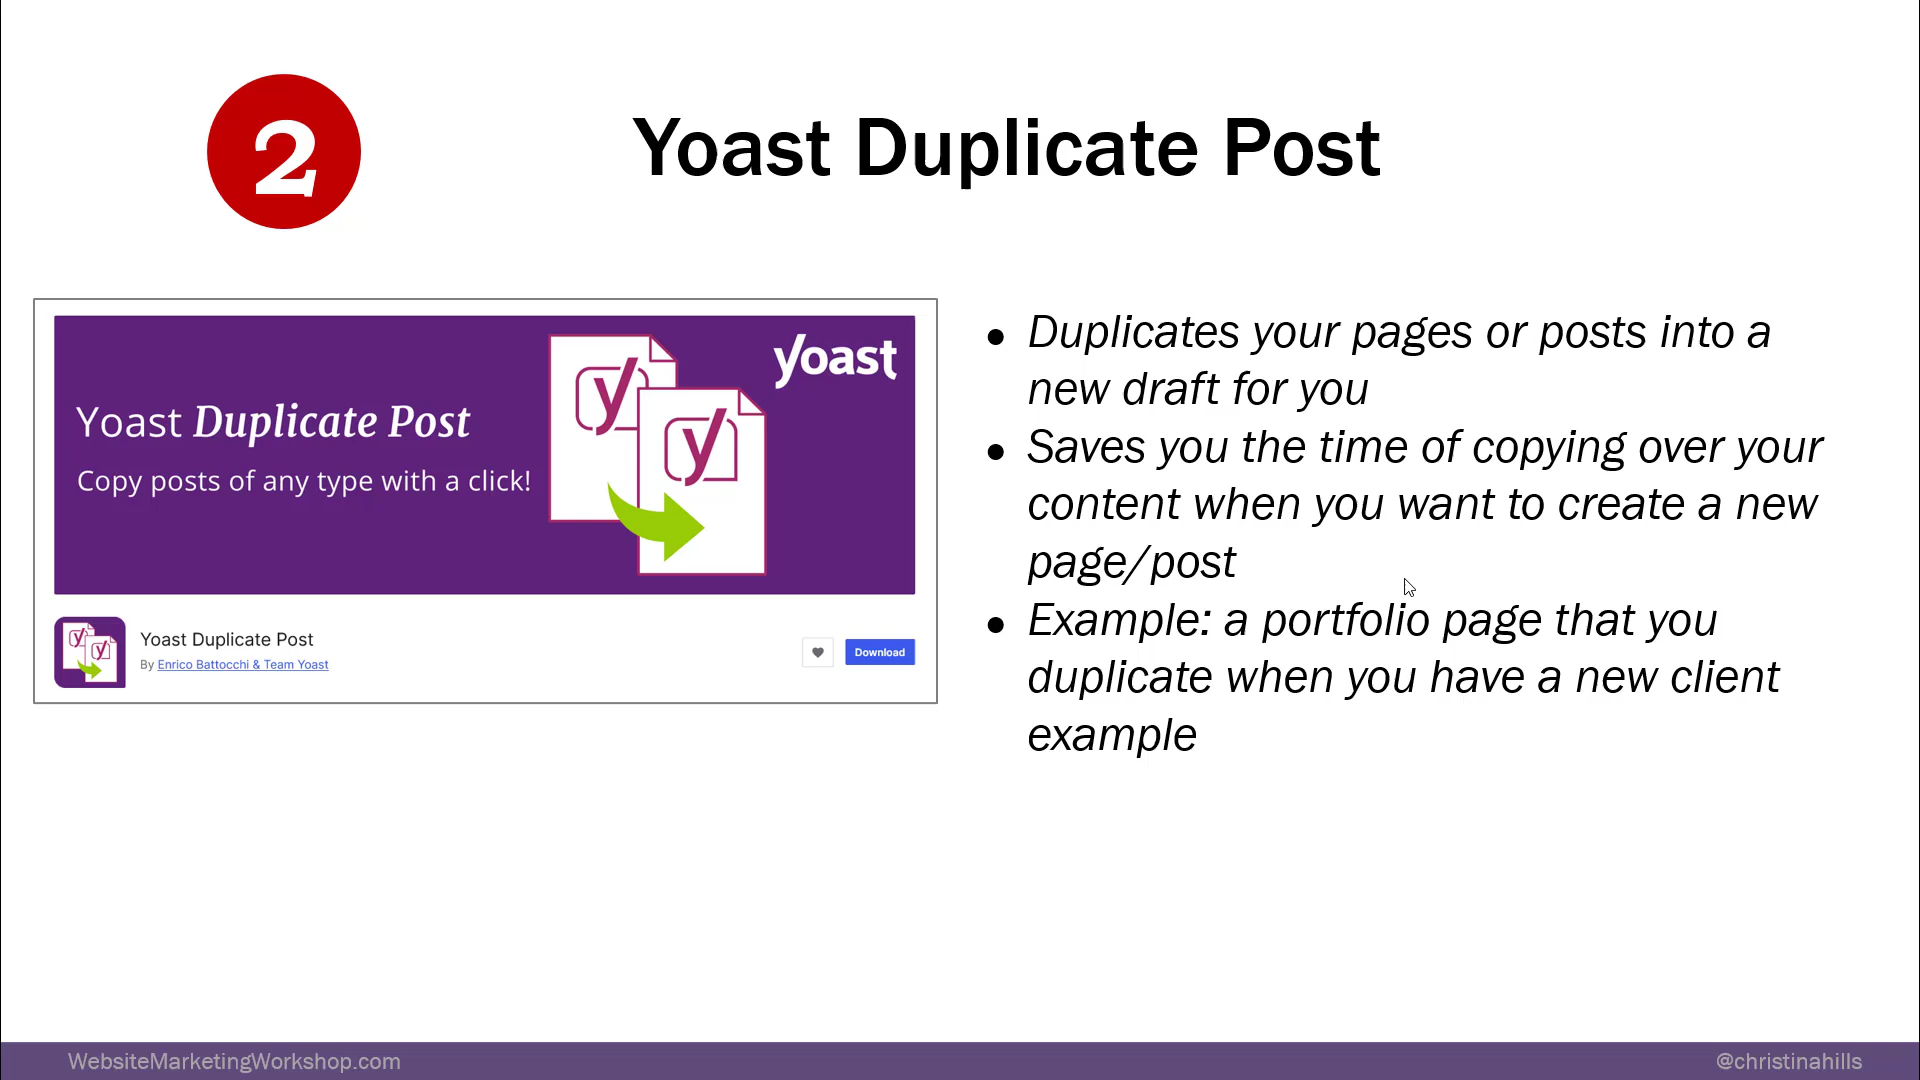 2
Yoast Duplicate Post
yoast
Yoast Duplicate Post
Copy posts of any type with a click!
Yoast Duplicate Post
By Enrico Battocchi & Team Yoast
Download
• Duplicates your pages or posts into a
new draft for you
• Saves you the time of copying over your
content when you want to create a new
page/post
• Example: a portfolio page that you
duplicate when you have a new client
example
WebsiteMarketingWorkshop.com
@christinahills